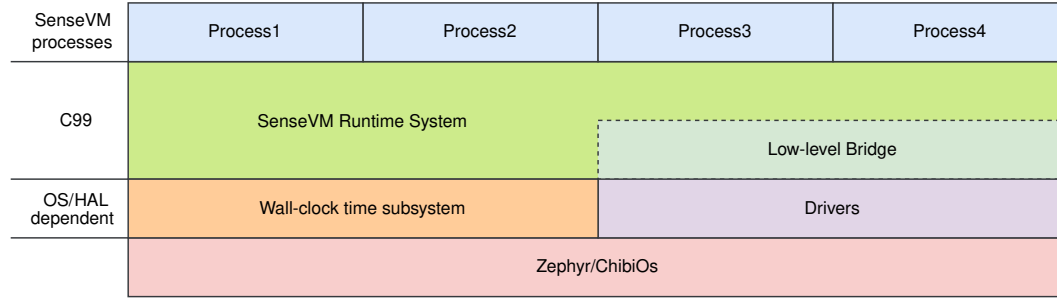 SenseVM
processes
Process1
Process2
Process3
Process4
C99
SenseVM Runtime System
Low-level Bridge
OS/HAL
dependent
Wall-clock time subsystem
Drivers
Zephyr/ChibiOs